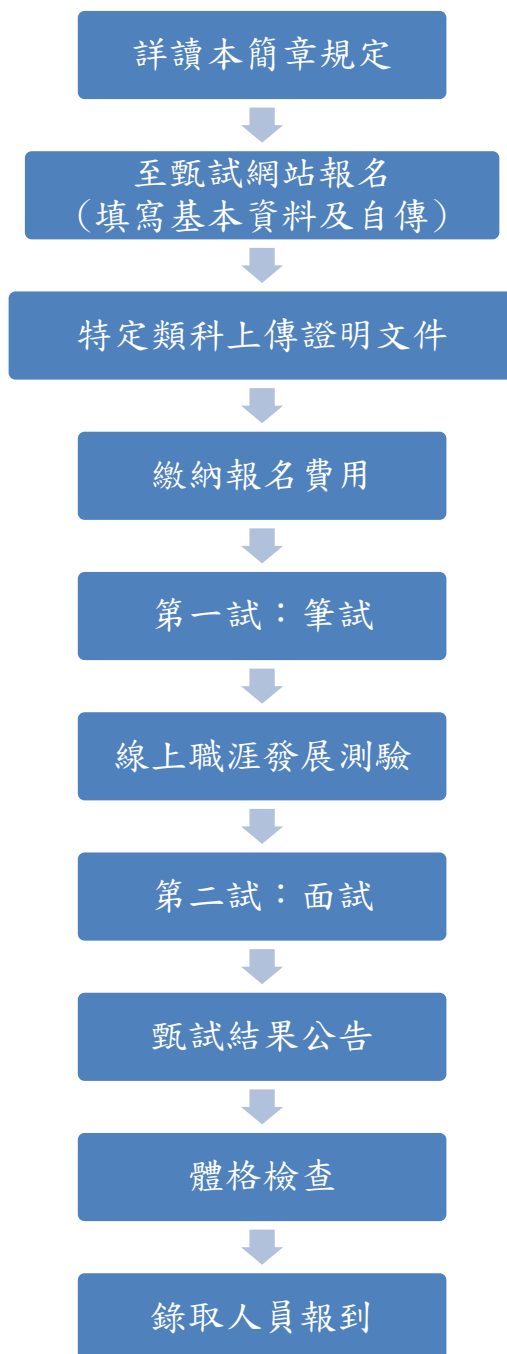 詳讀本簡章規定
至甄試網站報名
（填寫基本資料及自傳）
特定類科上傳證明文件
繳納報名費用
第一試：筆試
線上職涯發展測驗
第二試：面試
甄試結果公告
體格檢查
錄取人員報到